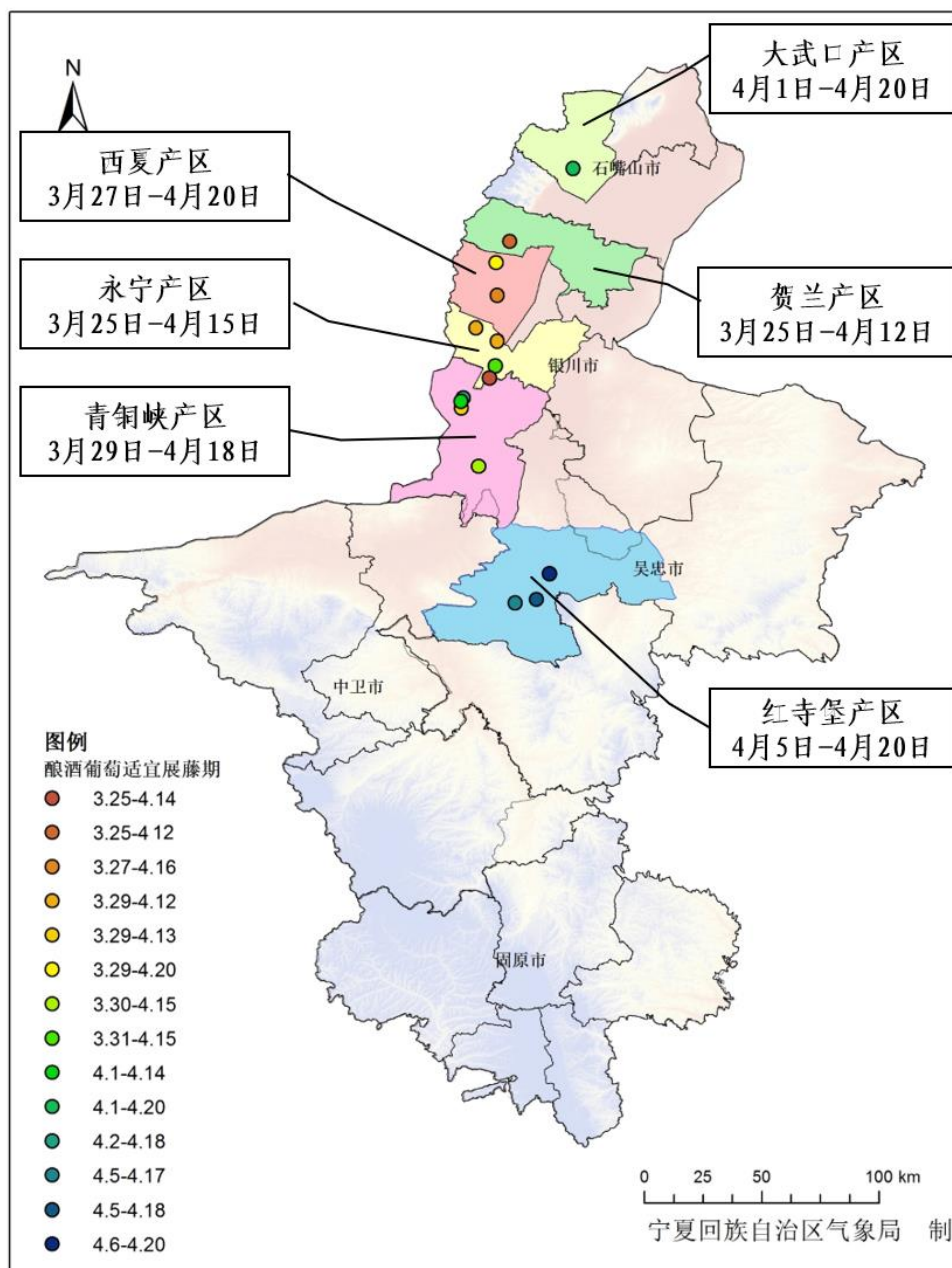 大武口产区
4月1日-4月20日
N
西夏产区
3月27日-4月20日
石嘴山市
永宁产区
3月25日-4月15日
贺兰产区
3月25日-4月12日
银川市
青铜峡产区
3月29日-4月18日
吴忠市
中卫市
红寺堡产区
4月5日-4月20日
图例
酿酒葡萄适宜展藤期
3.25-4.14
3.25-4 12
3.27-4.16
3.29-4.12
3.29-4.13
3.29-4.20
3.30-4.15
3.31-4.15
4.1-4.14
4.1-4.20
4.2-4.18
4.5-4.17
4.5-4.18
4.6-4.20
固原市
0 25 50 100 km
宁夏回族自治区气象局 制